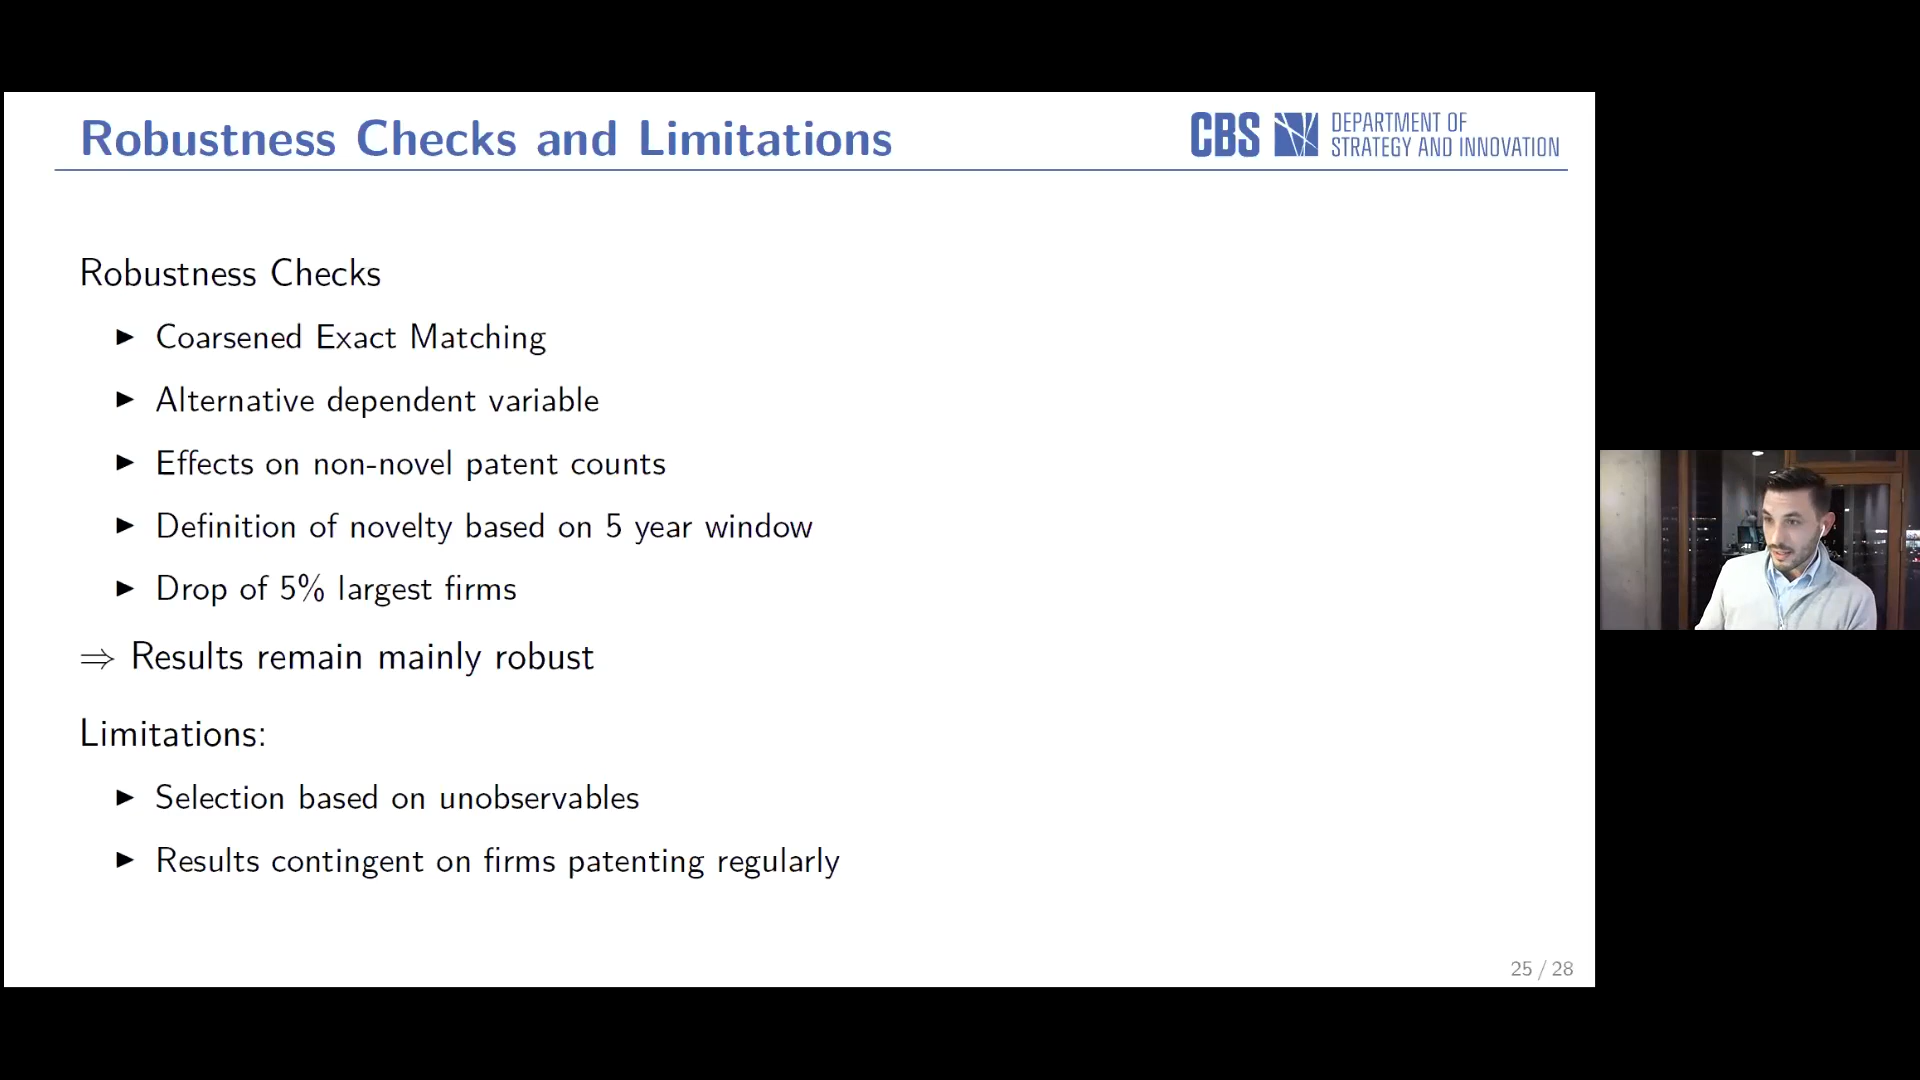 Robustness Checks and Limitations
CBS DEPARTMENT OF
STRATEGY AND INNOVATION
Robustness Checks
▶ Coarsened Exact Matching
▶ Alternative dependent variable
▶ Effects on non-novel patent counts
▶ Definition of novelty based on 5 year window
▶ Drop of 5% largest firms
⇒ Results remain mainly robust
Limitations:
▶ Selection based on unobservables
▶ Results contingent on firms patenting regularly
25 / 28